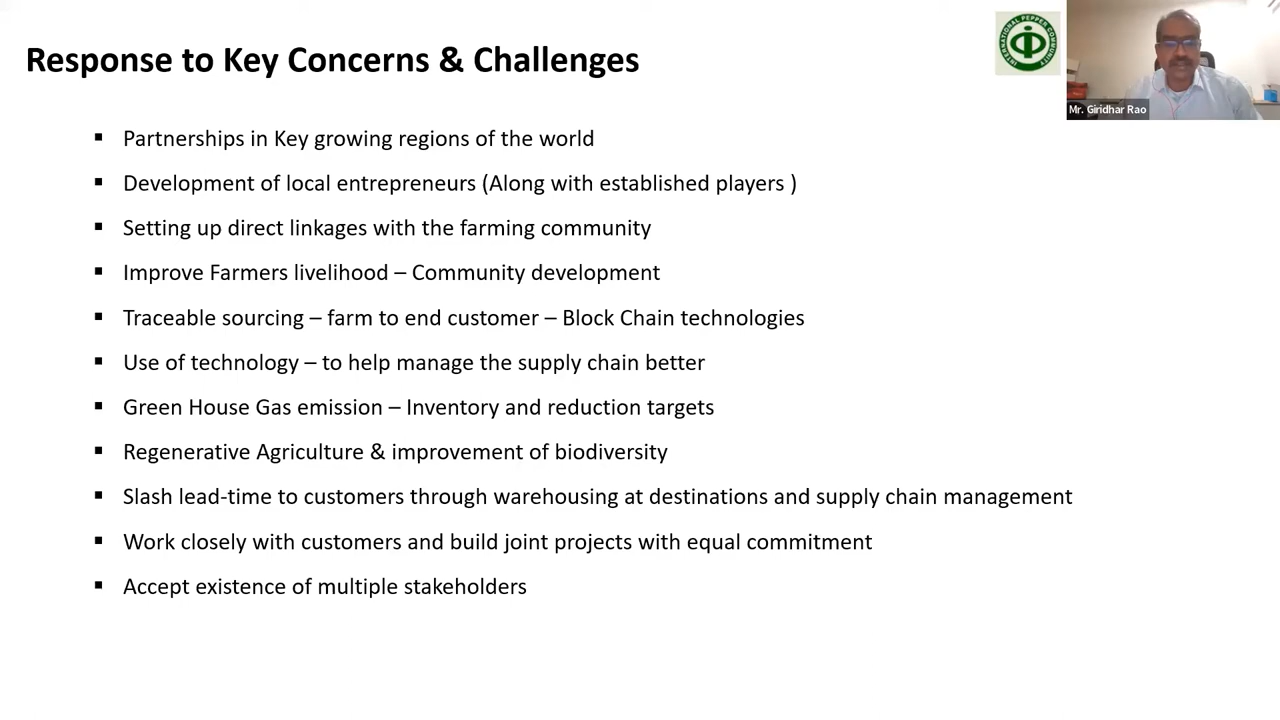 Response to Key Concerns & Challenges
INTERNATIONAL PEPPER COMMUNITY
Mr. Giridhar Rao
▪ Partnerships in Key growing regions of the world
▪ Development of local entrepreneurs (Along with established players )
▪ Setting up direct linkages with the farming community
▪ Improve Farmers livelihood – Community development
▪ Traceable sourcing – farm to end customer – Block Chain technologies
▪ Use of technology – to help manage the supply chain better
▪ Green House Gas emission – Inventory and reduction targets
▪ Regenerative Agriculture & improvement of biodiversity
▪ Slash lead-time to customers through warehousing at destinations and supply chain management
▪ Work closely with customers and build joint projects with equal commitment
▪ Accept existence of multiple stakeholders